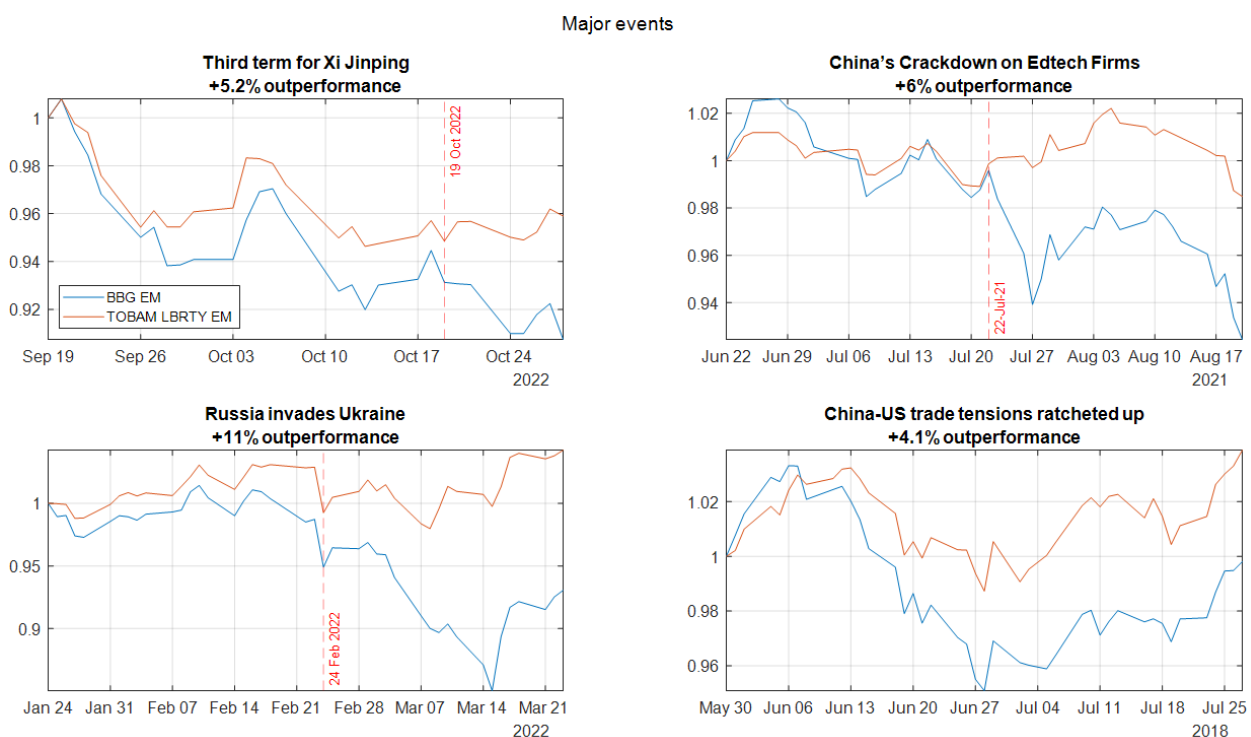 Major events
Third term for Xi Jinping
+5.2% outperformance
1
0.98
0.96
0.94
0.92
19 Oct 2022
BBG EM
TOBAM LBRTY EM
Sep 19 Sep 26 Oct 03 Oct 10 Oct 17 Oct 24
2022
China's Crackdown on Edtech Firms
+6% outperformance
1.02
1
0.98
0.96
0.94
22-Jul-21
Jun 22 Jun 29 Jul 06 Jul 13 Jul 20 Jul 27 Aug 03 Aug 10 Aug 17
2021
Russia invades Ukraine
+11% outperformance
1
0.95
0.9
24 Feb 2022
Jan 24 Jan 31 Feb 07 Feb 14 Feb 21 Feb 28 Mar 07 Mar 14 Mar 21
2022
China-US trade tensions ratcheted up
+4.1% outperformance
1.02
1
0.98
0.96
May 30 Jun 06 Jun 13 Jun 20 Jun 27 Jul 04 Jul 11 Jul 18 Jul 25
2018